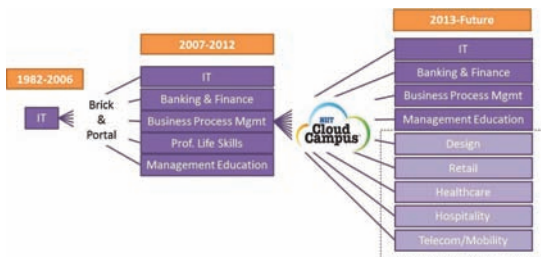 1982-2006
IT
Brick
&
Portal
2007-2012
IT
Banking & Finance
Business Process Mgmt
Prof. Life Skills
Management Education
NIIT
Cloud
Campus
2013-Future
IT
Banking & Finance
Business Process Mgmt
Management Education
Design
Retail
Healthcare
Hospitality
Telecom/Mobility